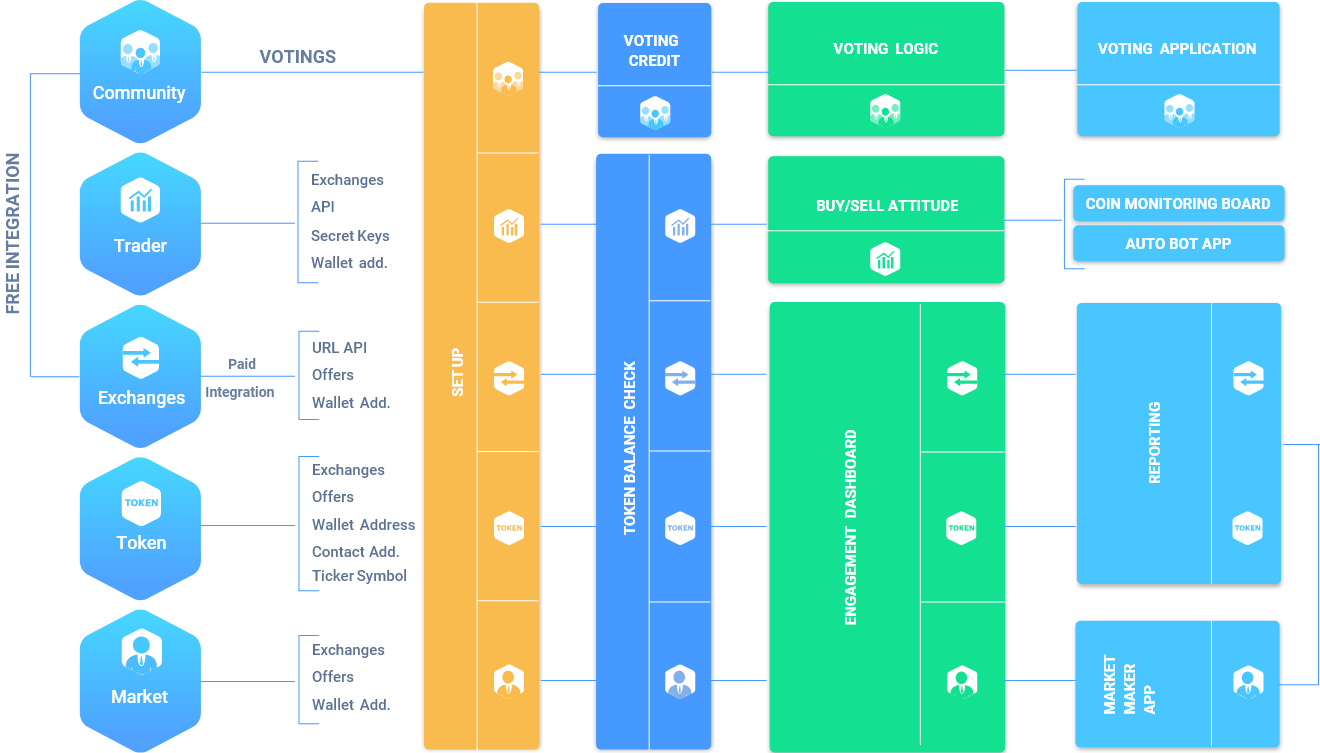 FREE INTEGRATION
Community
VOTINGS
Trader
Exchanges
API
Secret Keys
Wallet add.
Exchanges
Paid
Integration
URL API
Offers
Wallet Add.
TOKEN
Token
Exchanges
Offers
Wallet Address
Contact Add.
Ticker Symbol
Market
Exchanges
Offers
Wallet Add.
SET UP
TOKEN
VOTING
CREDIT
TOKEN BALANCE CHECK
TOKEN
VOTING LOGIC
BUY/SELL ATTITUDE
ENGAGEMENT DASHBOARD
TOKEN
VOTING APPLICATION
COIN MONITORING BOARD
AUTO BOT APP
REPORTING
TOKEN
MARKET
MAKER
APP